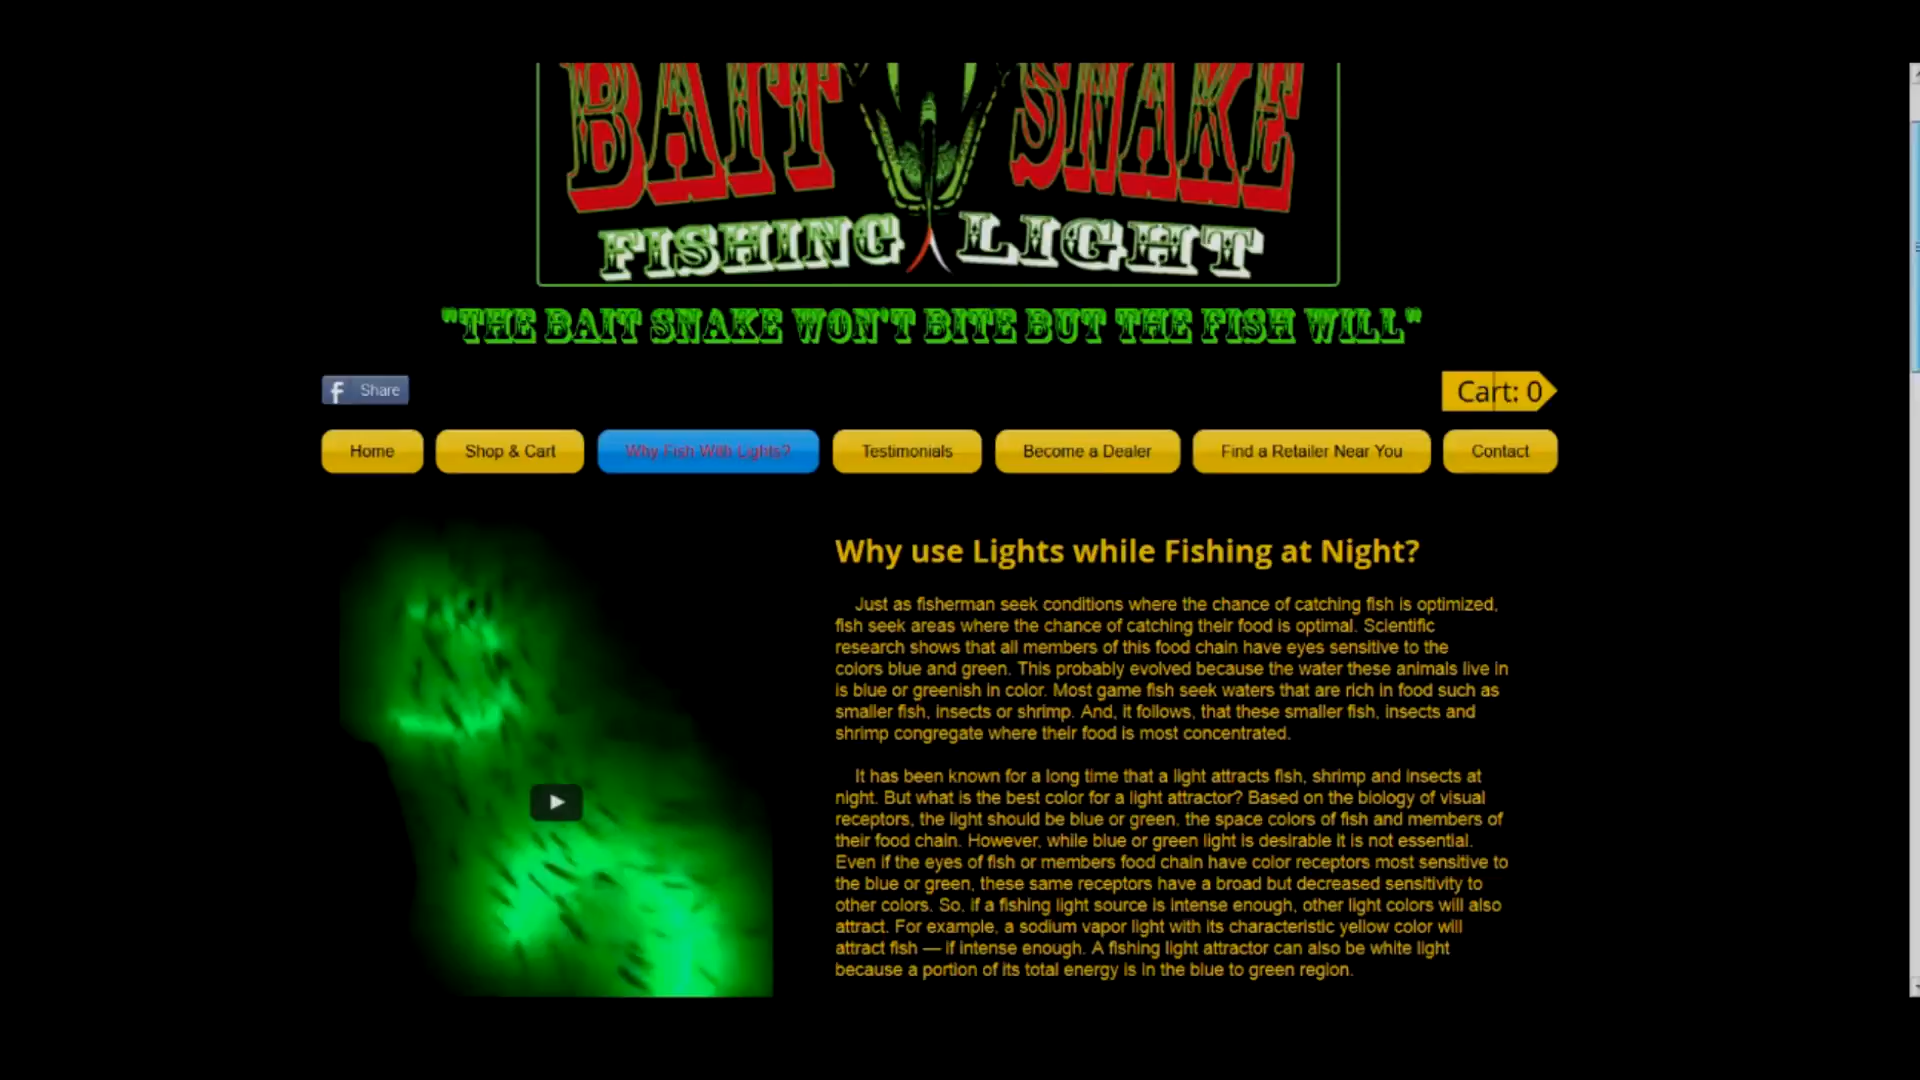 BAIT SNAKE
FISHING LIGHT
"THE BAIT SNAKE WON'T BITE BUT THE FISH WILL"
f Share
Cart: 0
Home
Shop & Cart
Why Fish With Lights?
Testimonials
Become a Dealer
Find a Retailer Near You
Contact
Why use Lights while Fishing at Night?
Just as fisherman seek conditions where the chance of catching fish is optimized,
fish seek areas where the chance of catching their food is optimal. Scientific
research shows that all members of this food chain have eyes sensitive to the
colors blue and green. This probably evolved because the water these animals live in
is blue or greenish in color. Most game fish seek waters that are rich in food such as
smaller fish, insects or shrimp. And, it follows, that these smaller fish, insects and
shrimp congregate where their food is most concentrated.
It has been known for a long time that a light attracts fish, shrimp and insects at
night. But what is the best color for a light attractor? Based on the biology of visual
receptors, the light should be blue or green, the space colors of fish and members of
their food chain. However, while blue or green light is desirable it is not essential.
Even if the eyes of fish or members food chain have color receptors most sensitive to
the blue or green, these same receptors have a broad but decreased sensitivity to
other colors. So, if a fishing light source is intense enough, other light colors will also
attract. For example, a sodium vapor light with its characteristic yellow color will
attract fish — if intense enough. A fishing light attractor can also be white light
because a portion of its total energy is in the blue to green region.